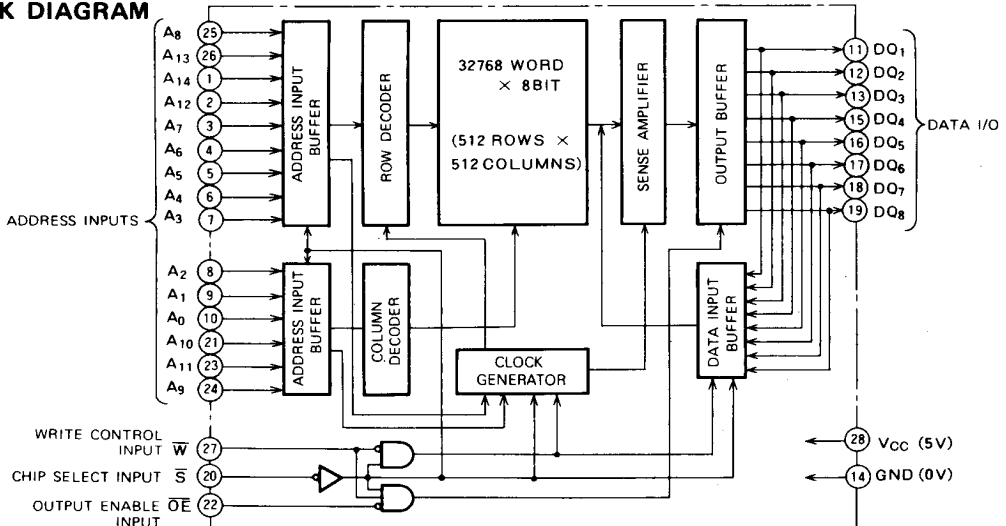 K DIAGRAM
ADDRESS INPUTS
A8 25
A13 26
A14 1
A12 2
A7 3
A6 4
A5 5
A4 6
A3 7
A2 8
A1 9
A0 10
A10 21
A11 23
A9 24
WRITE CONTROL
INPUT W̅ 27
CHIP SELECT INPUT S̅ 20
OUTPUT ENABLE O̅E̅ 22
INPUT
ADDRESS INPUT
BUFFER
ROW DECODER
32768 WORD
× 8BIT
(512 ROWS ×
512 COLUMNS)
SENSE AMPLIFIER
OUTPUT BUFFER
ADDRESS INPUT
BUFFER
COLUMN
DECODER
CLOCK
GENERATOR
DATA INPUT
BUFFER
11 DQ1
12 DQ2
13 DQ3
15 DQ4
16 DQ5
17 DQ6
18 DQ7
19 DQ8
DATA I/O
28 VCC (5V)
14 GND (0V)